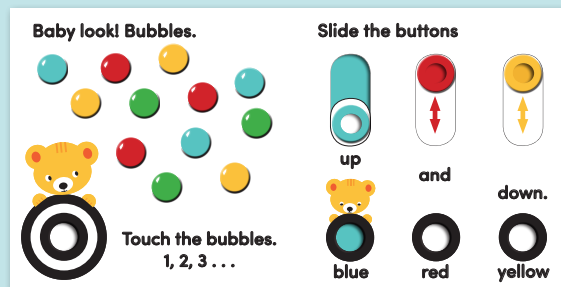 Baby look! Bubbles.
Touch the bubbles.
1, 2, 3 . . .
Slide the buttons
up
and
down.
blue
red
yellow